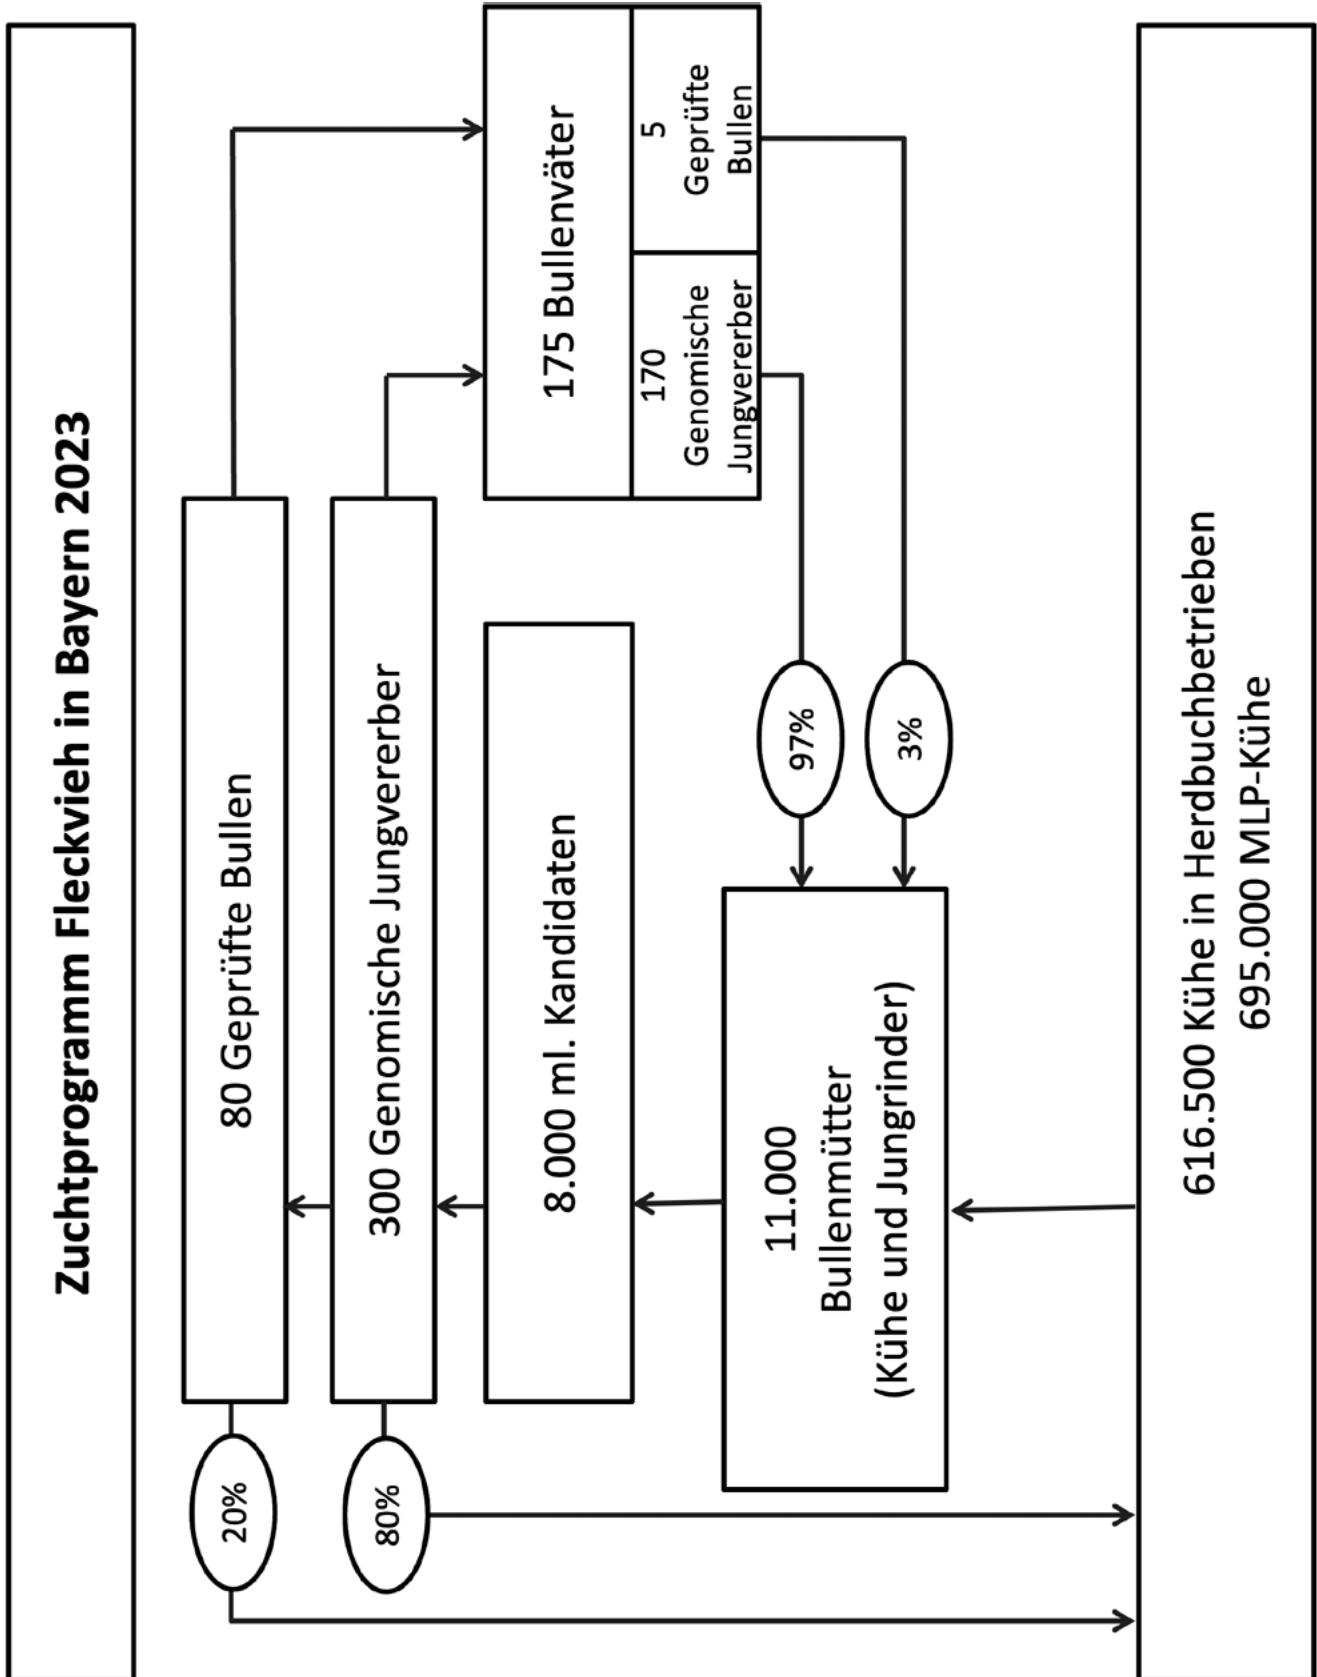 Zuchtprogramm Fleckvieh in Bayern 2023
20%
80 Geprüfte Bullen
80%
300 Genomische Jungvererber
8.000 ml. Kandidaten
175 Bullenväter
170
Genomische
Jungvererber
5
Geprüfte
Bullen
97%
3%
11.000
Bullenmütter
(Kühe und Jungrinder)
616.500 Kühe in Herdbuchbetrieben
695.000 MLP-Kühe